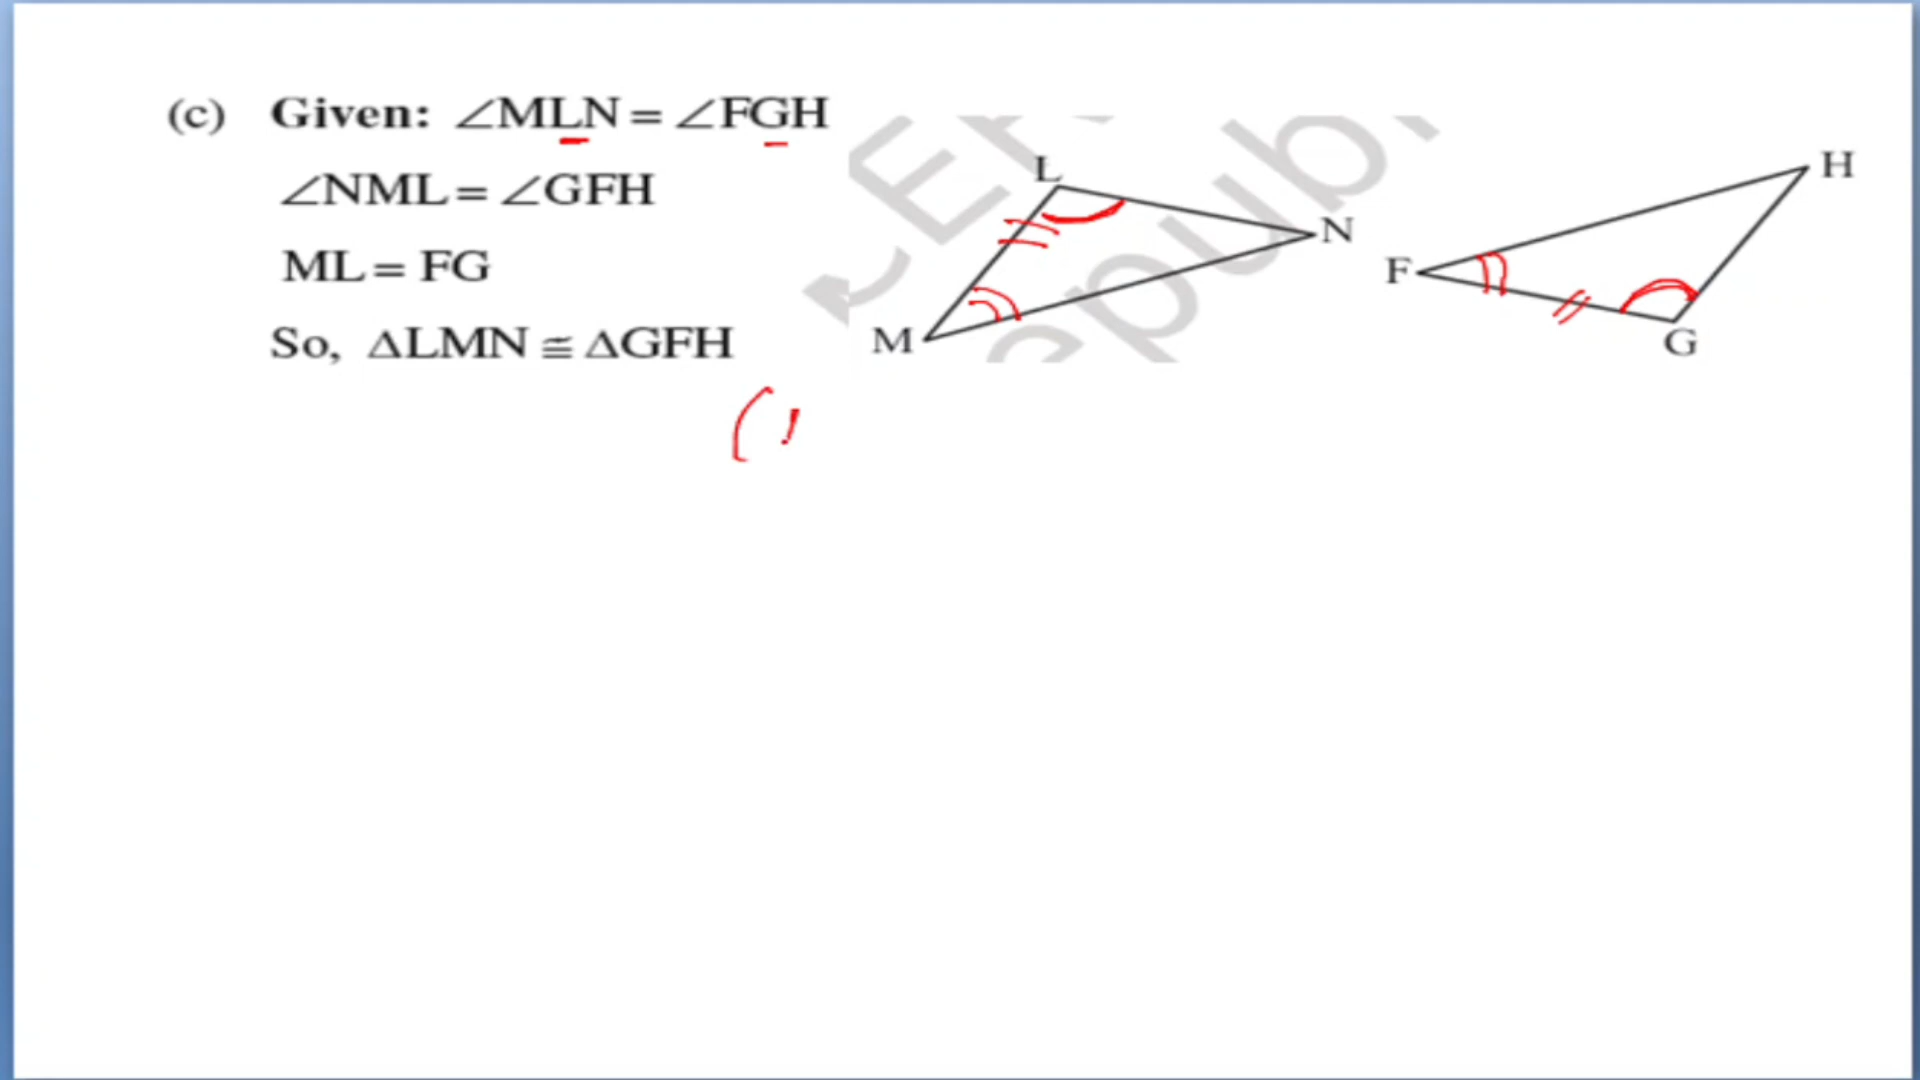 (c) Given: ∠MLN = ∠FGH
∠NML = ∠GFH
ML = FG
So, ΔLMN ≅ ΔGFH
L
N
M
H
F
G
(